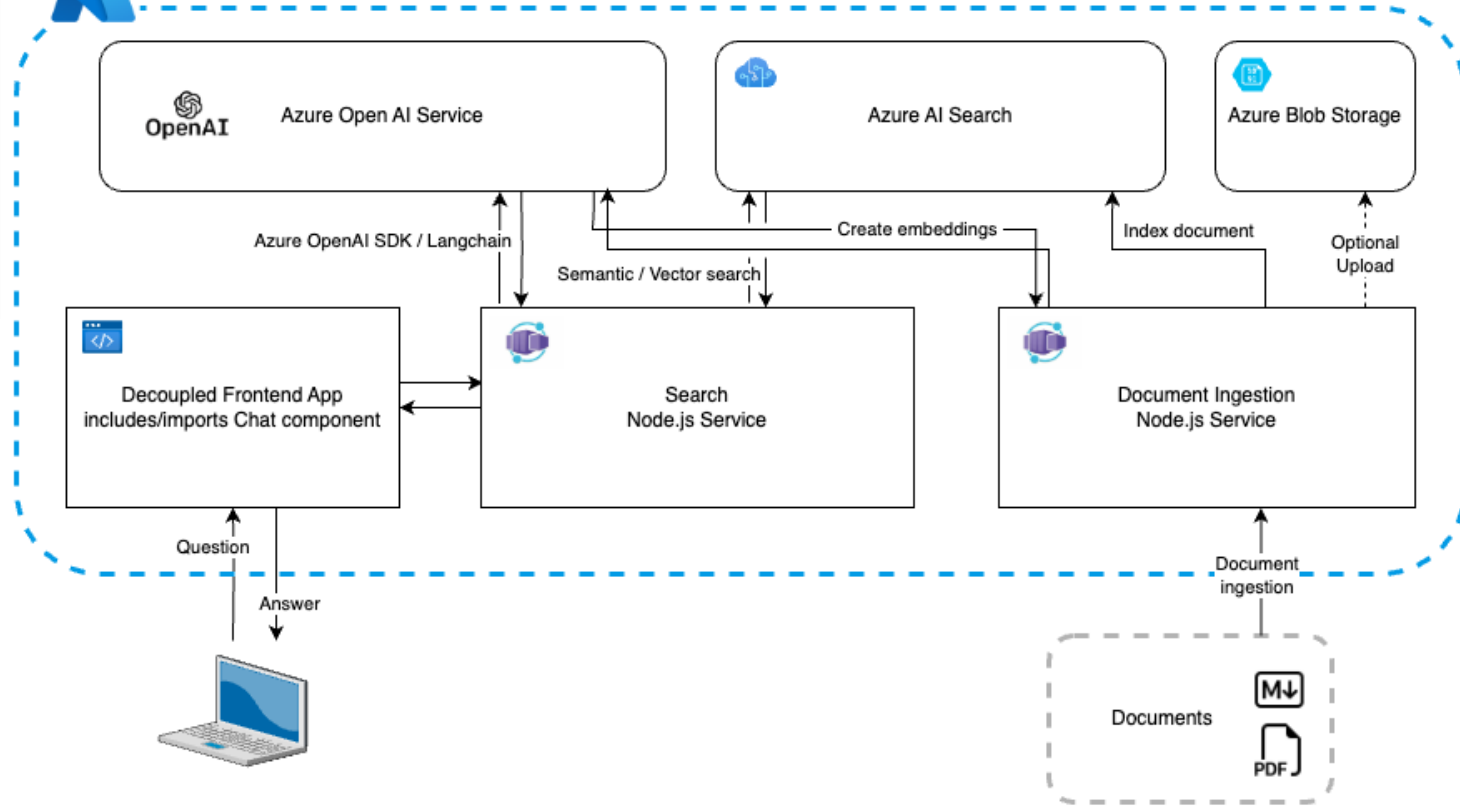 OpenAI
Azure Open AI Service
Azure AI Search
Azure Blob Storage
Azure OpenAI SDK / Langchain
Create embeddings
Index document
Optional
Upload
Semantic / Vector search
</>
Decoupled Frontend App
includes/imports Chat component
Search
Node.js Service
Document Ingestion
Node.js Service
Question
Answer
Document
ingestion
Documents
M
PDF